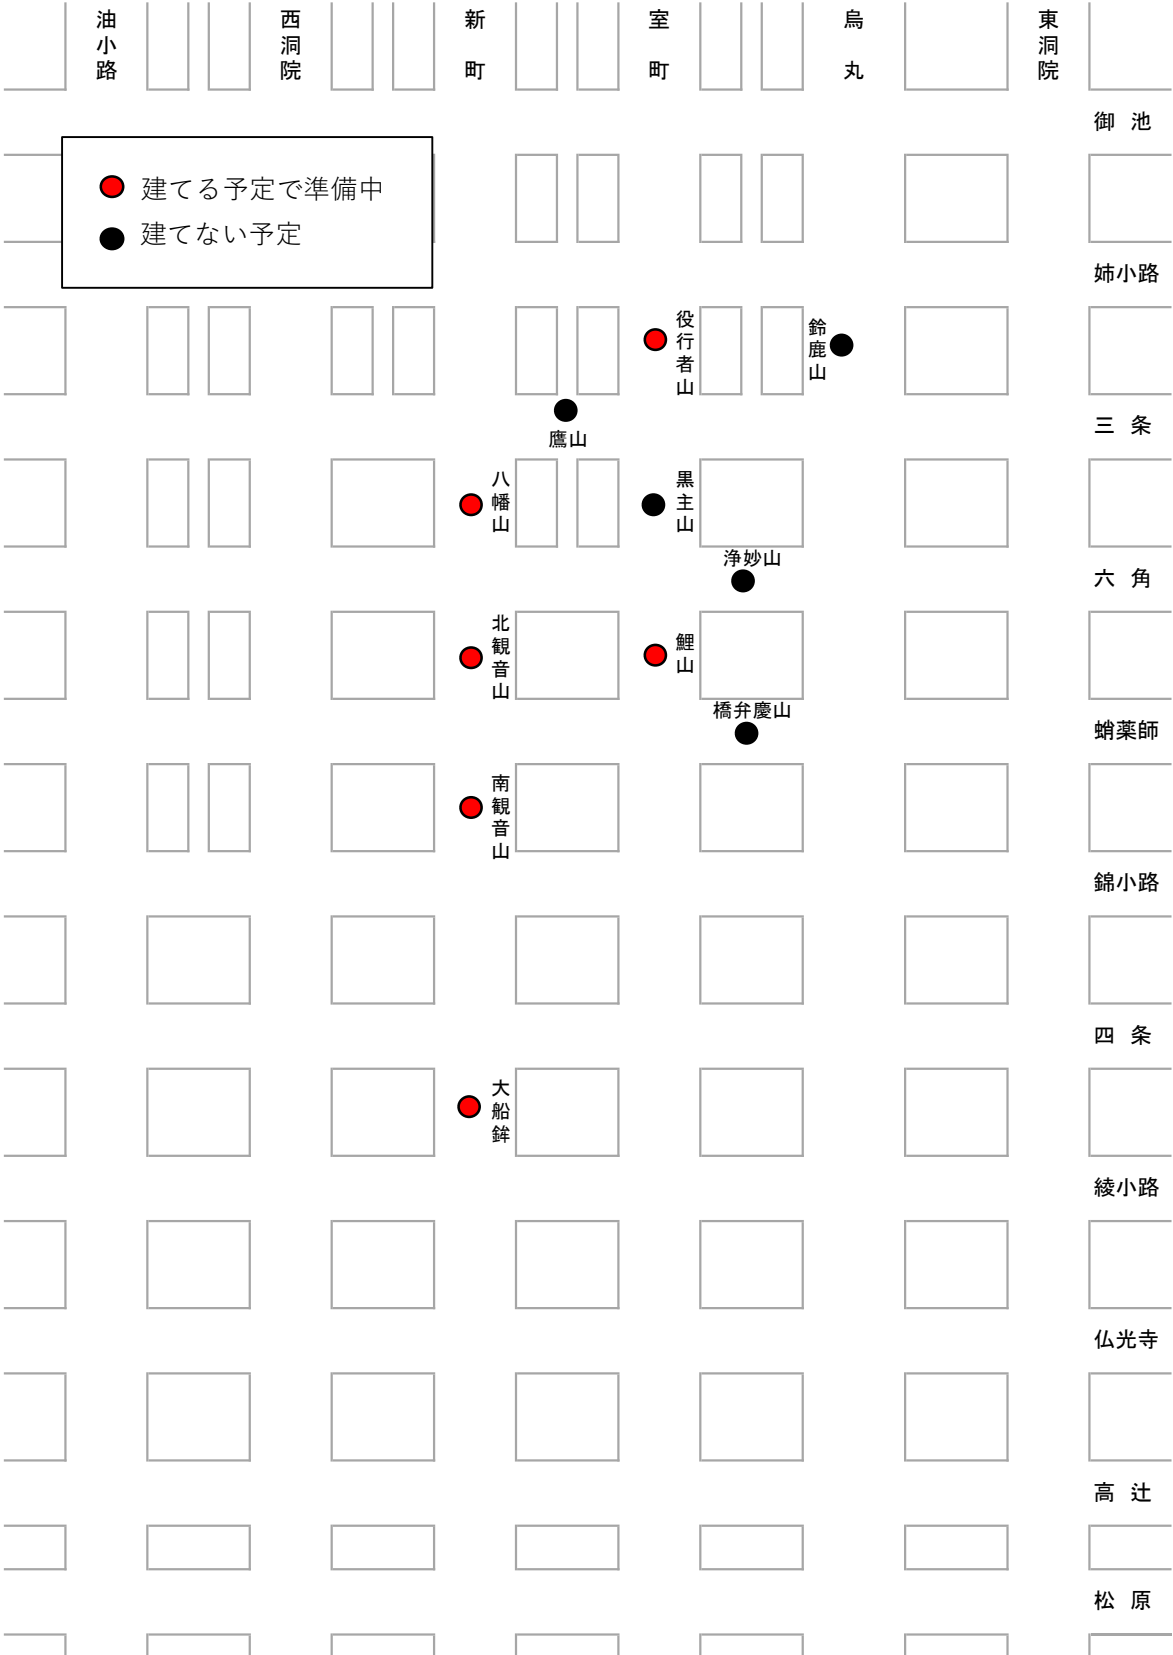 油小路
西洞院
新町
室町
烏丸
東洞院
御池
建てる予定で準備中
建てない予定
姉小路
役行者山
鈴鹿山
三条
鷹山
八幡山
黒主山
浄妙山
六角
北観音山
鯉山
橋弁慶山
蛸薬師
南観音山
錦小路
四条
大船鉾
綾小路
仏光寺
高辻
松原